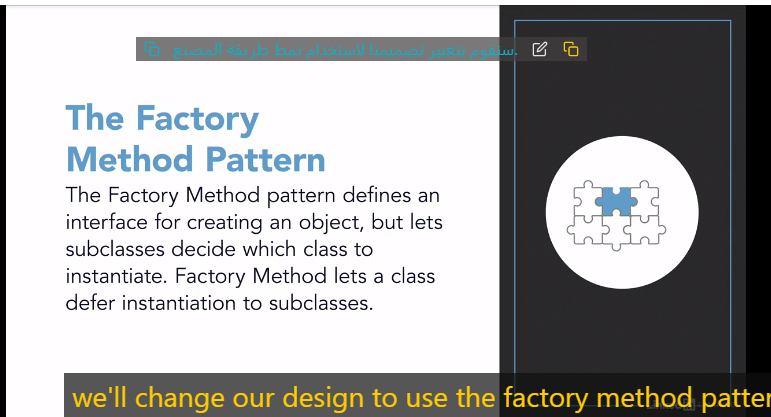 سنقوم بتغيير تصميمنا لاستخدام نمط طريقة المصنع.
The Factory
Method Pattern
The Factory Method pattern defines an
interface for creating an object, but lets
subclasses decide which class to
instantiate. Factory Method lets a class
defer instantiation to subclasses.
we'll change our design to use the factory method patter